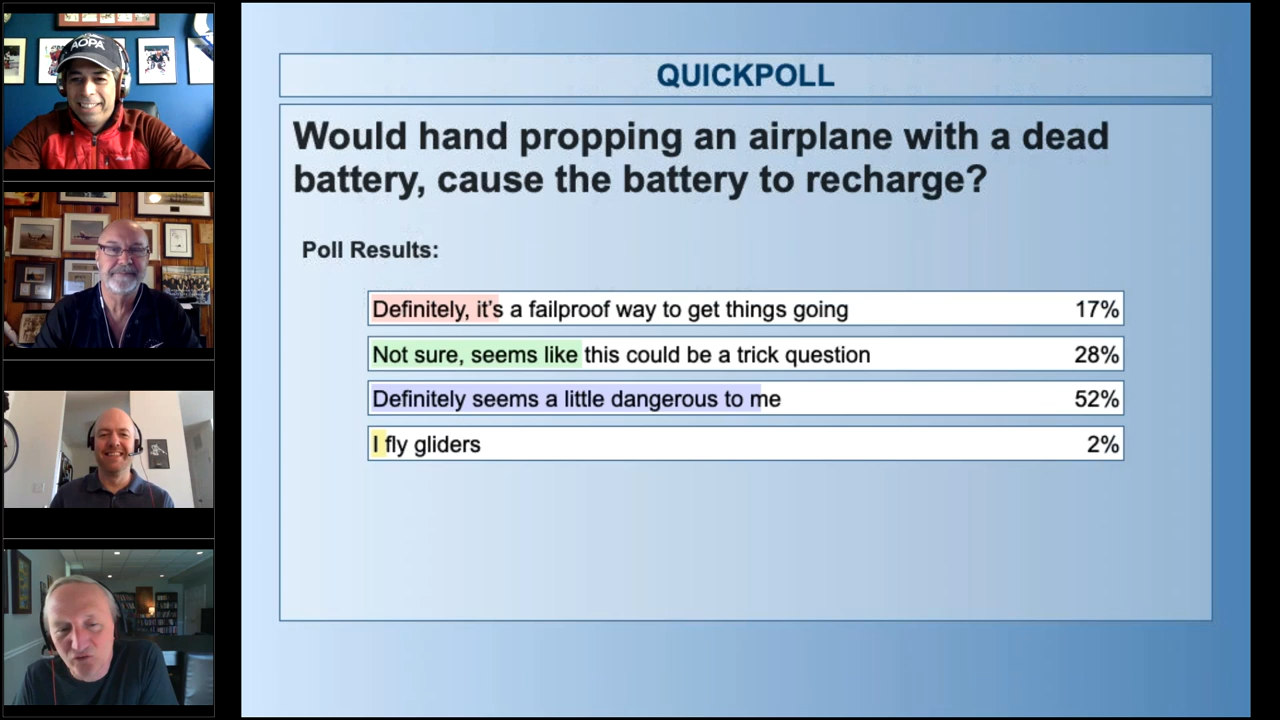 AOPA
QUICKPOLL
Would hand propping an airplane with a dead
battery, cause the battery to recharge?
Poll Results:
Definitely, it's a failproof way to get things going 17%
Not sure, seems like this could be a trick question 28%
Definitely seems a little dangerous to me 52%
I fly gliders 2%